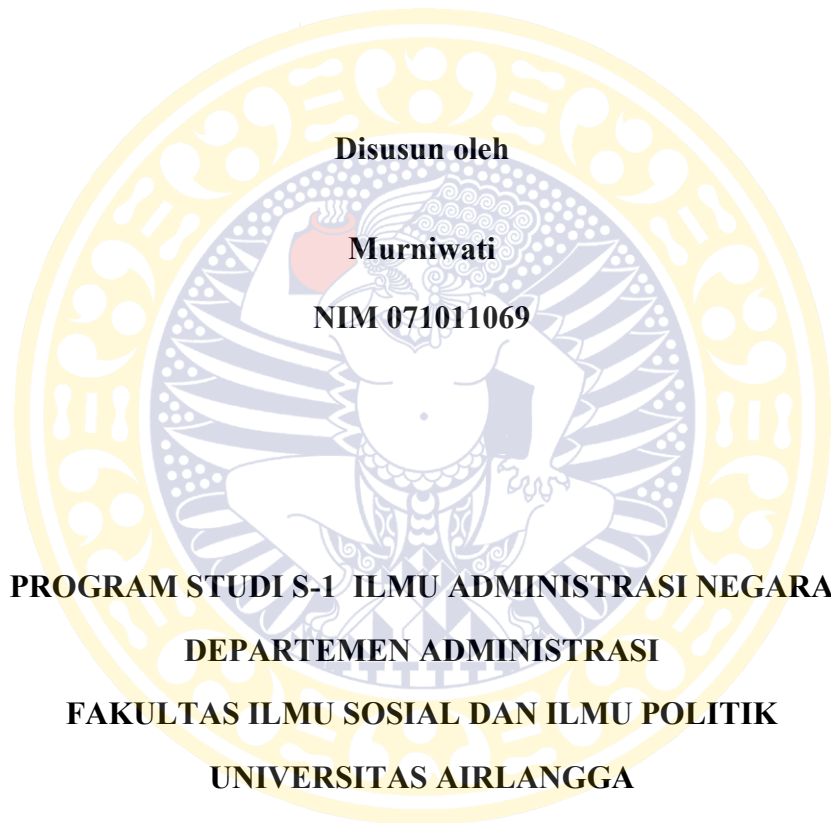 Disusun oleh
Murniwati
NIM 071011069
PROGRAM STUDI S-1 ILMU ADMINISTRASI NEGARA
DEPARTEMEN ADMINISTRASI
FAKULTAS ILMU SOSIAL DAN ILMU POLITIK
UNIVERSITAS AIRLANGGA